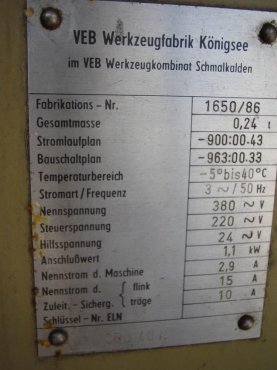 VEB Werkzeugfabrik Königsee
im VEB Werkzeugkombinat Schmalkalden
Fabrikations - Nr. 1650/86
Gesamtmasse 0,24 t
Stromlaufplan -900:00.43
Bauschaltplan -963:00.33
Temperaturbereich -5°bis40°C
Stromart / Frequenz 3 ~ / 50 Hz
Nennspannung 380 ~ V
Steuerspannung 220 ~ V
Hilfsspannung 24 ~ V
Anschlußwert 1,1 kW
Nennstrom d. Maschine 2,9 A
Nennstrom d. { flink 15 A
Zuleit. - Sicherg. { träge 10 A
Schlüssel - Nr. ELN